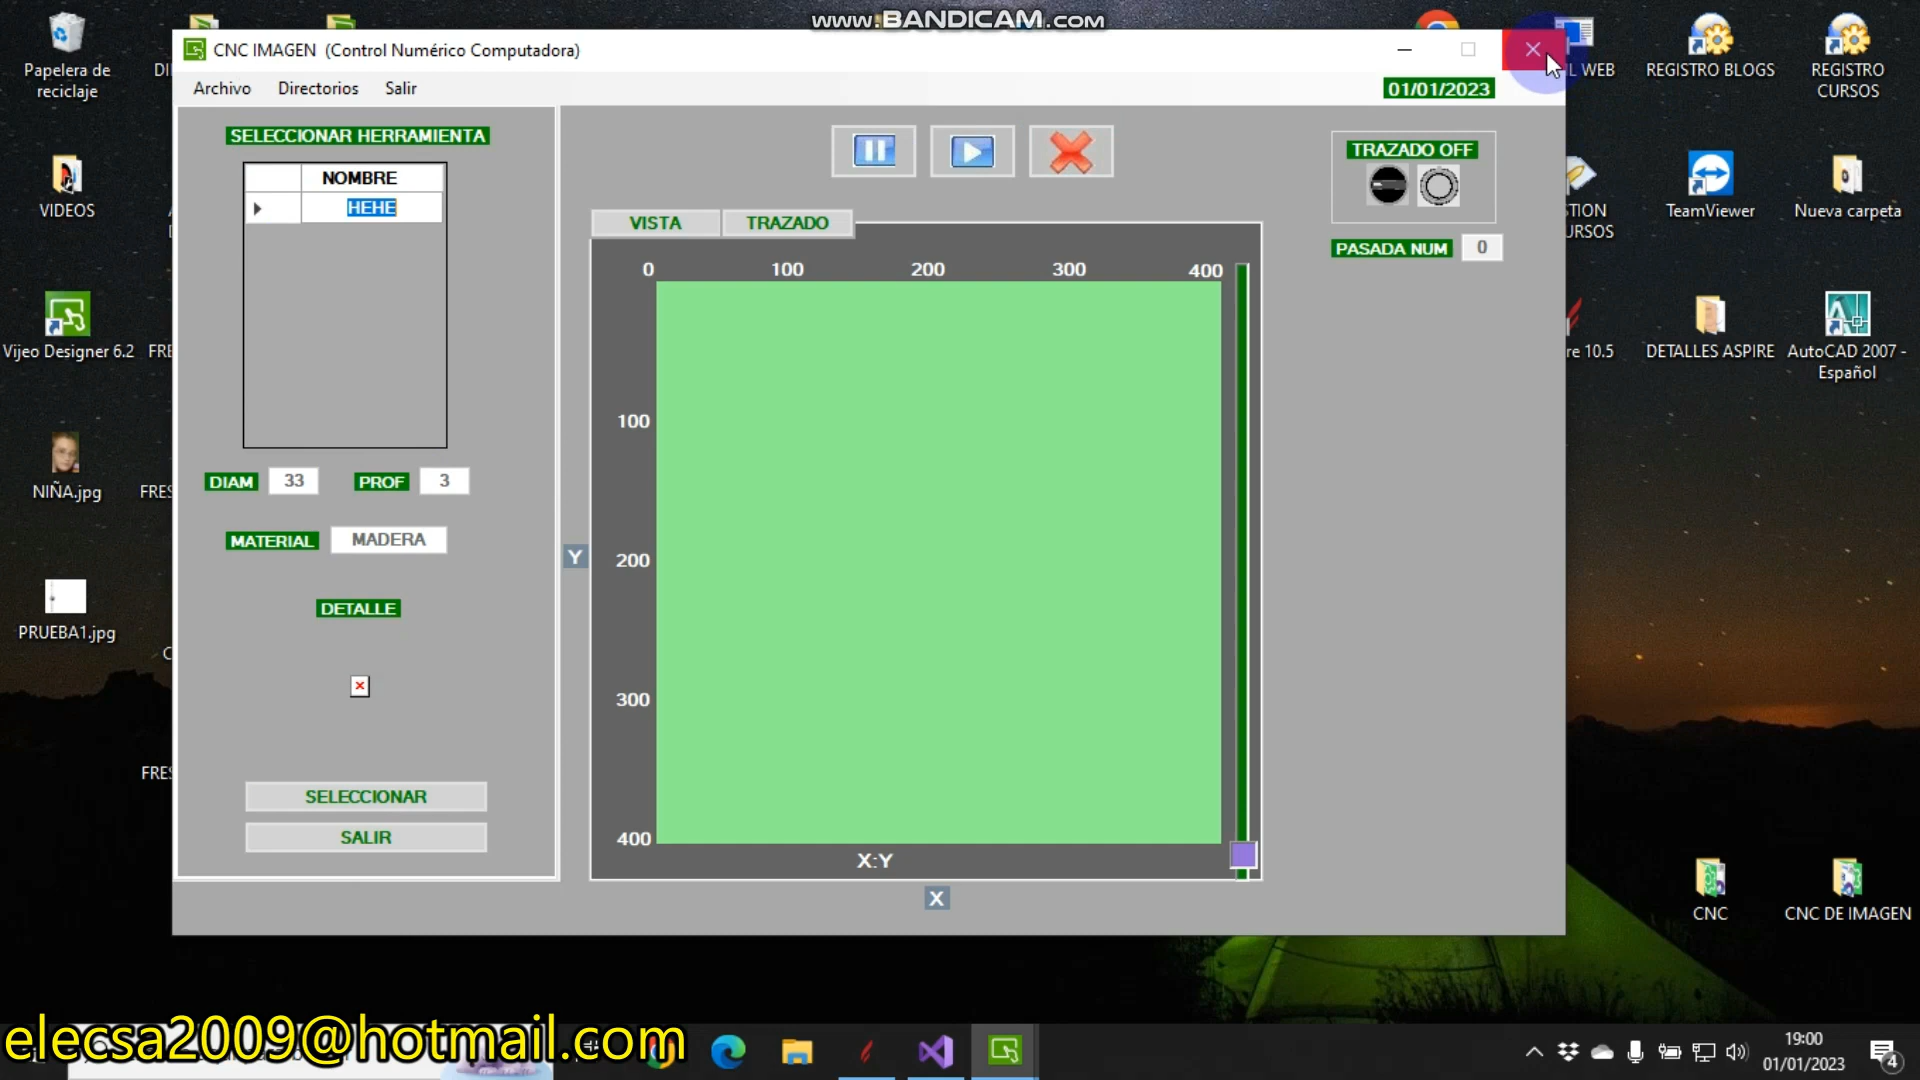 www.BANDICAM.com
Papelera de
reciclaje
VIDEOS
Vijeo Designer 6.2
NIÑA.jpg
PRUEBA1.jpg
CNC IMAGEN (Control Numérico Computadora)
Archivo
Directorios
Salir
01/01/2023
SELECCIONAR HERRAMIENTA
NOMBRE
HEHE
DIAM
33
PROF
3
MATERIAL
MADERA
DETALLE
SELECCIONAR
SALIR
VISTA
TRAZADO
0
100
200
300
400
100
200
300
400
Y
X:Y
X
TRAZADO OFF
PASADA NUM
0
WEB
REGISTRO BLOGS
REGISTRO
CURSOS
TeamViewer
Nueva carpeta
DETALLES ASPIRE
AutoCAD 2007 -
Español
CNC
CNC DE IMAGEN
elecsa2009@hotmail.com
19:00
01/01/2023
4